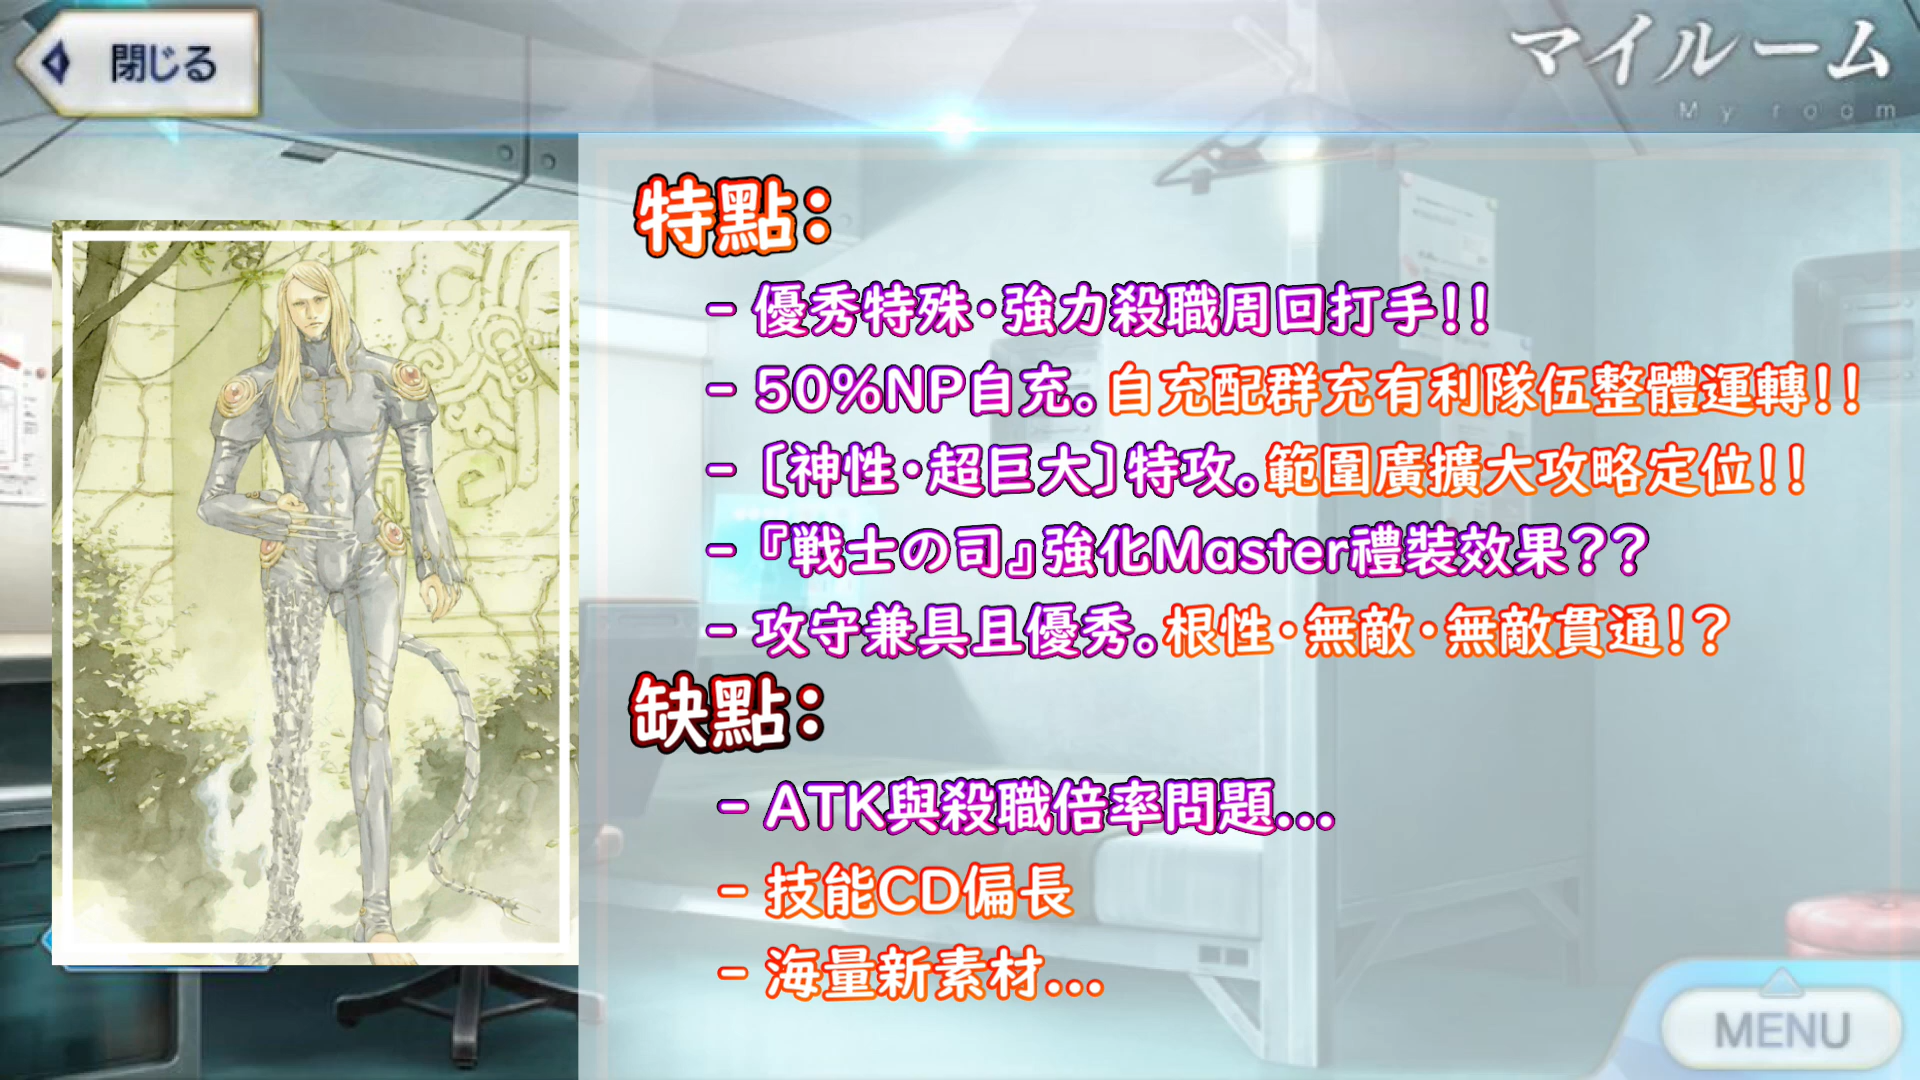 閉じる
マイルーム
My room
特點：
- 優秀特殊·強力殺職周回打手!!
- 50%NP自充。自充配群充有利隊伍整體運轉!!
- 〔神性·超巨大〕特攻。範圍廣擴大攻略定位!!
- 『戦士の司』強化Master禮裝效果??
- 攻守兼具且優秀。根性·無敵·無敵貫通!?
缺點：
- ATK與殺職倍率問題...
- 技能CD偏長
- 海量新素材...
MENU